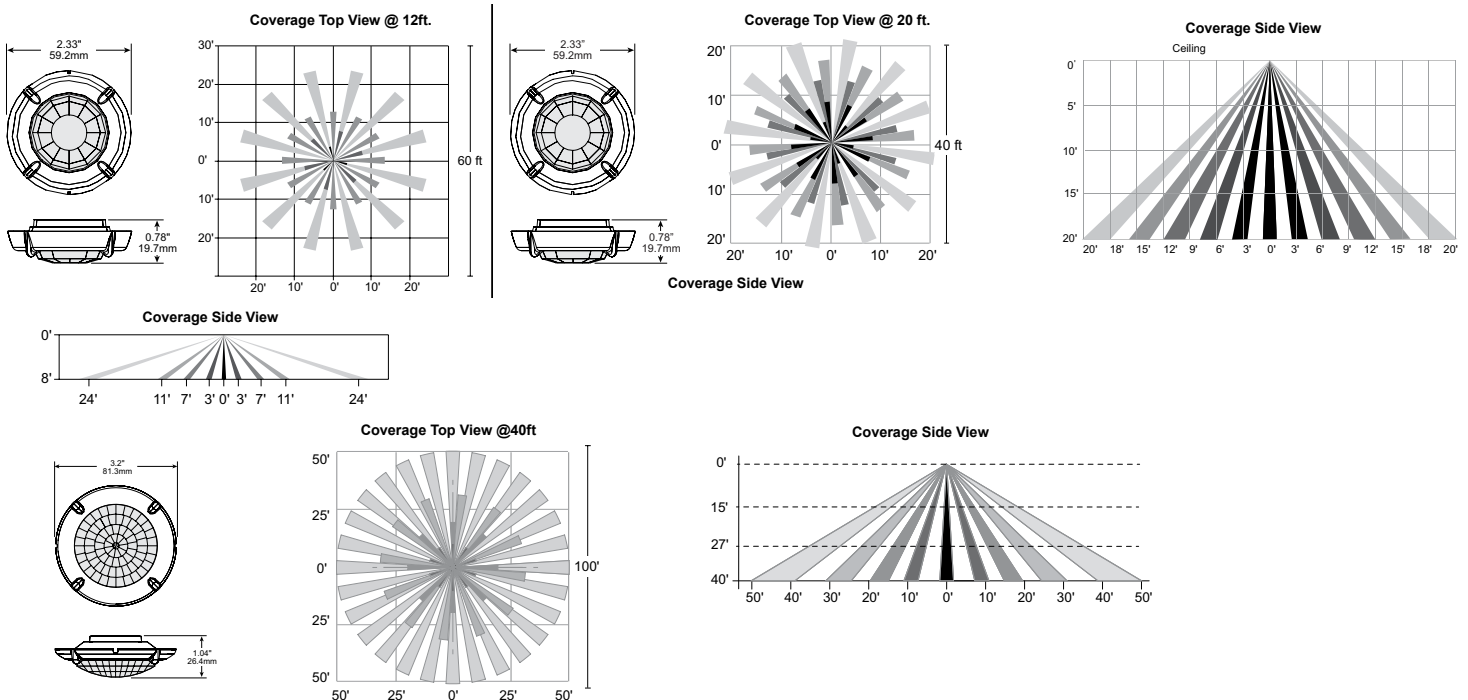 Coverage Top View @ 12ft.
2.33"
59.2mm
30'
20'
10'
0'
10'
20'
60 ft
0.78"
19.7mm
20' 10' 0' 10' 20'
Coverage Top View @ 20 ft.
2.33"
59.2mm
20'
10'
0'
10'
20'
40 ft
0.78"
19.7mm
20' 10' 0' 10' 20'
Coverage Side View
Coverage Side View
Ceiling
0'
5'
10'
15'
20'
20' 18' 15' 12' 9' 6' 3' 0' 3' 6' 9' 12' 15' 18' 20'
Coverage Side View
0'
8'
24' 11' 7' 3' 0' 3' 7' 11' 24'
3.2"
81.3mm
1.04"
26.4mm
Coverage Top View @40ft
50'
25'
0'
25'
50'
100'
50' 25' 0' 25' 50'
Coverage Side View
0'
15'
27'
40'
50' 40' 30' 20' 10' 0' 10' 20' 30' 40' 50'